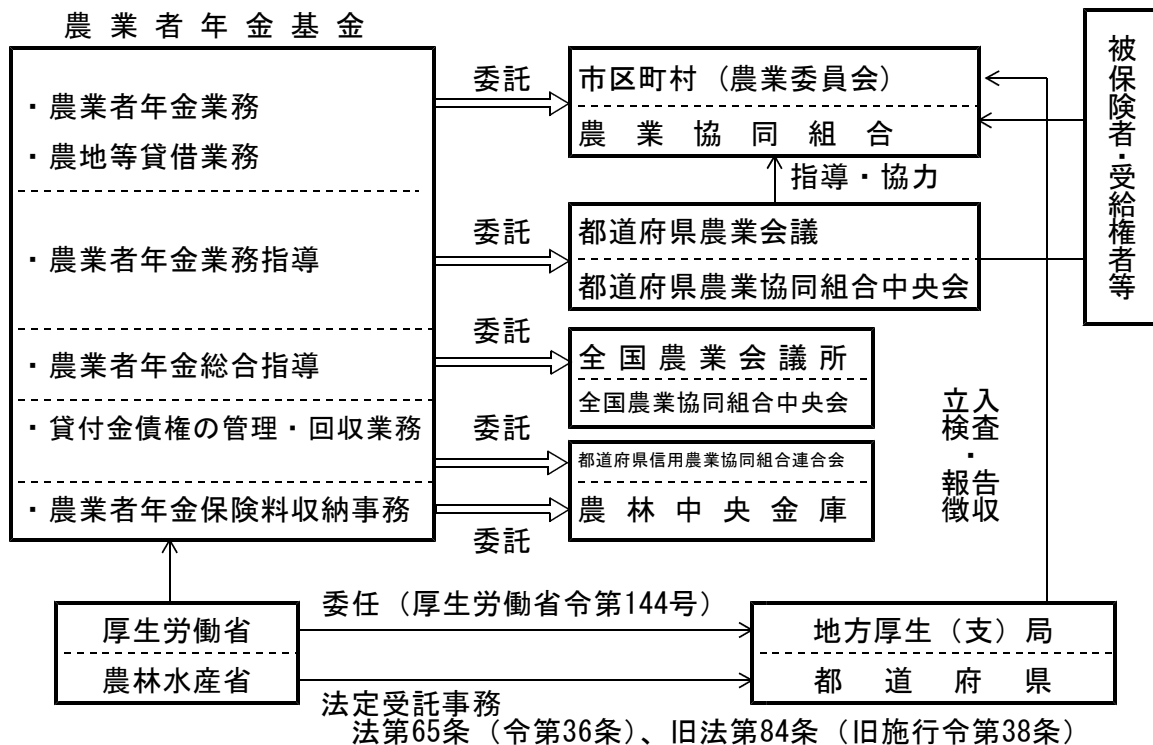 農業者年金基金
・農業者年金業務
・農地等貸借業務
・農業者年金業務指導
・農業者年金総合指導
・貸付金債権の管理・回収業務
・農業者年金保険料収納事務
委託
委託
委託
委託
委託
市区町村（農業委員会）
農業協同組合
指導・協力
都道府県農業会議
都道府県農業協同組合中央会
全国農業会議所
全国農業協同組合中央会
都道府県信用農業協同組合連合会
農林中央金庫
被保険者・受給権者等
立入検査・報告徴収
厚生労働省
農林水産省
委任（厚生労働省令第144号）
法定受託事務
法第65条（令第36条）、旧法第84条（旧施行令第38条）
地方厚生（支）局
都道府県